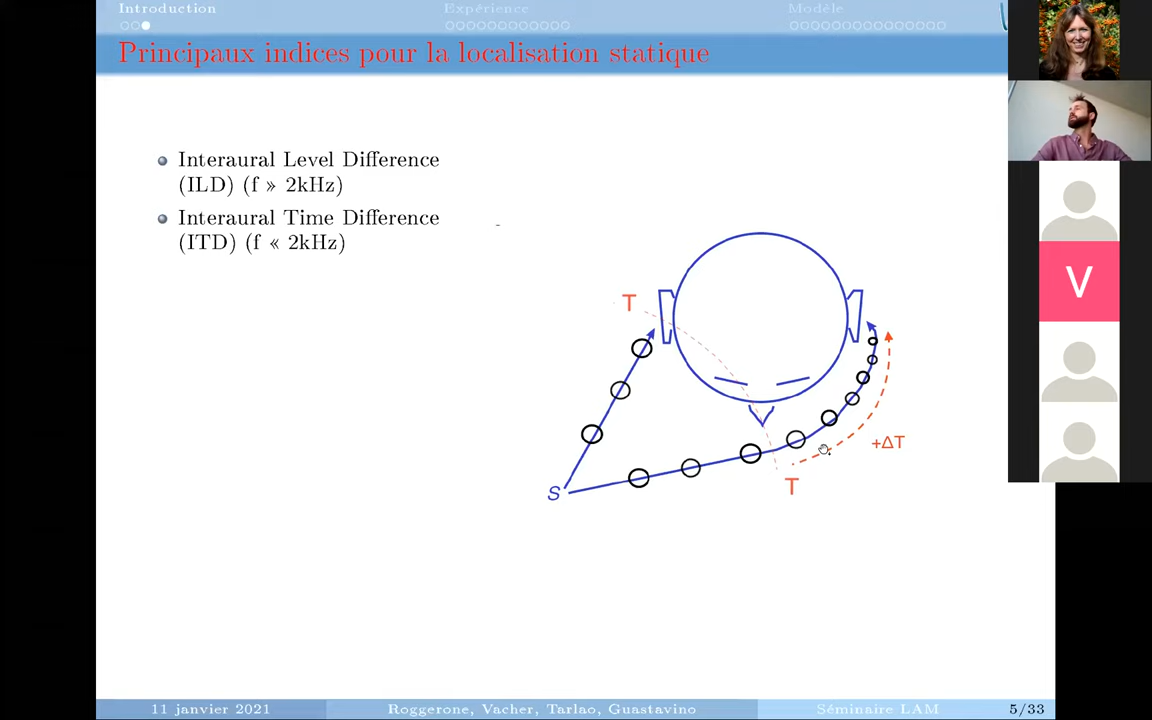 Introduction
Expérience
Modèle
Principaux indices pour la localisation statique
Interaural Level Difference
(ILD) (f » 2kHz)
Interaural Time Difference
(ITD) (f « 2kHz)
T
S
T
+ΔT
V
11 janvier 2021
Roggerone, Vacher, Tarlao, Guastavino
Séminaire LAM
5/33